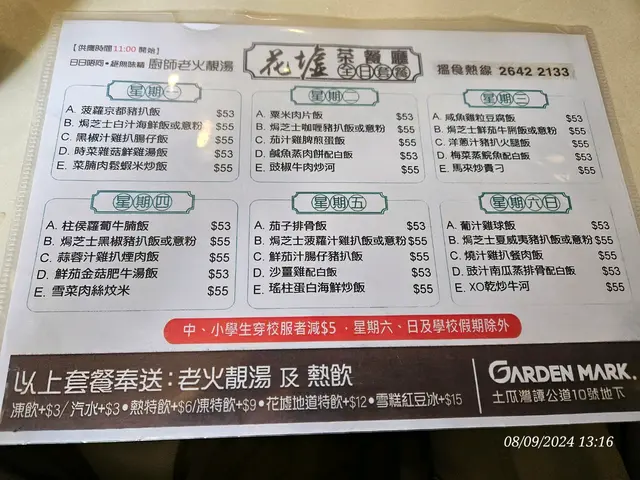 【供應時間11:00開始】
日日唔同•絕無味精 廚師老火靚湯
花墟 茶餐廳 全日套餐
搵食熱線 2642 2133
星期一
A. 菠蘿京都豬扒飯 $53
B. 焗芝士白汁海鮮飯或意粉 $55
C. 黑椒汁雞扒腸仔飯 $55
D. 時菜雜菇鮮雞湯飯 $53
E. 菜腩肉鬆蝦米炒飯 $55
星期二
A. 粟米肉片飯 $53
B. 焗芝士咖喱豬扒飯或意粉 $55
C. 茄汁雞脾煎蛋飯 $55
D. 鹹魚蒸肉餅配白飯 $53
E. 豉椒牛肉炒河 $55
星期三
A. 咸魚雞粒豆腐飯 $53
B. 焗芝士鮮茄牛脷飯或意粉 $55
C. 洋蔥汁豬扒火腿飯 $55
D. 梅菜蒸鯇魚配白飯 $53
E. 馬來炒貴刁 $55
星期四
A. 柱侯蘿蔔牛腩飯 $53
B. 焗芝士黑椒豬扒飯或意粉 $55
C. 蒜蓉汁雞扒煙肉飯 $55
D. 鮮茄金菇肥牛湯飯 $53
E. 雪菜肉絲炆米 $55
星期五
A. 茄子排骨飯 $53
B. 焗芝士菠蘿汁雞扒飯或意粉 $55
C. 鮮茄汁腸仔豬扒飯 $55
D. 沙薑雞配白飯 $53
E. 瑤柱蛋白海鮮炒飯 $55
星期六日
A. 葡汁雞球飯 $53
B. 焗芝士夏威夷豬扒飯或意粉 $55
C. 燒汁雞扒餐肉飯 $55
D. 豉汁南瓜蒸排骨配白飯 $53
E. XO乾炒牛河 $55
中、小學生穿校服者減$5 · 星期六、日及學校假期除外
以上套餐奉送：老火靚湯 及 熱飲
凍飲+$3/ 汽水+$3•熱特飲+$6/凍特飲+$9•花墟地道特飲+$12•雪糕紅豆冰+$15
GARDEN MARK.
土瓜灣譚公道10號地下
08/09/2024 13:16